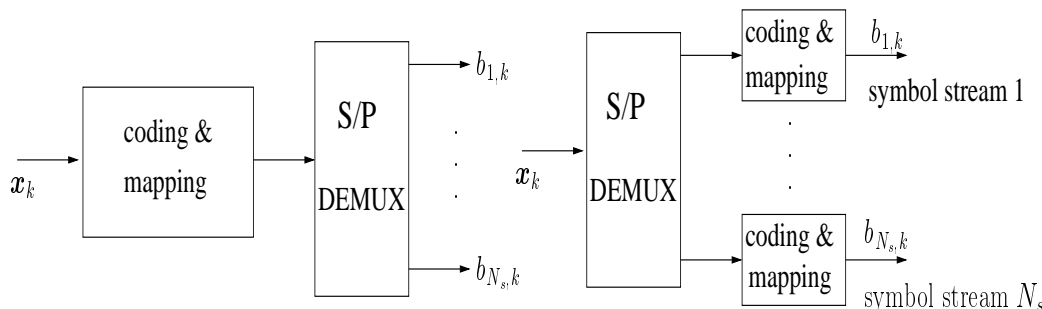 x_k
coding &
mapping
S/P
DEMUX
b_{1,k}
b_{N_s,k}
x_k
S/P
DEMUX
coding &
mapping
b_{1,k}
symbol stream 1
coding &
mapping
b_{N_s,k}
symbol stream N_s